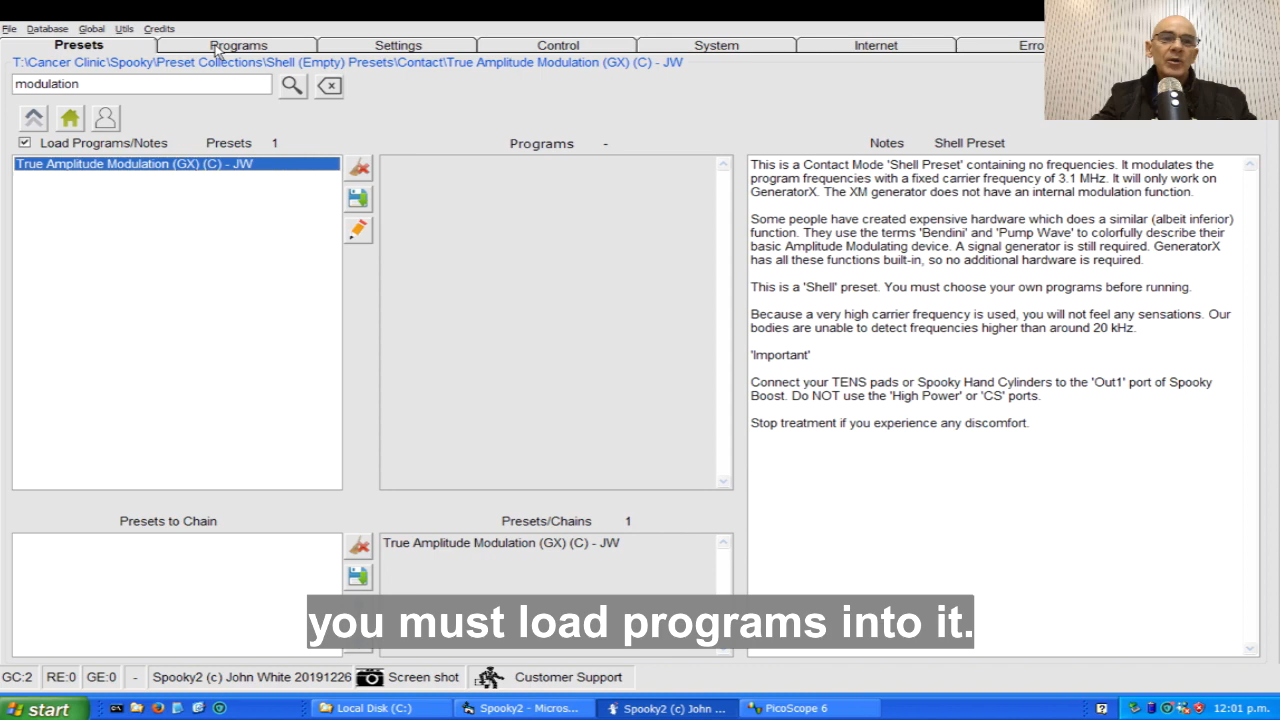 File Database Global Utils Credits
Presets Programs Settings Control System Internet Erro
T:\Cancer Clinic\Spooky\Preset Collections\Shell (Empty) Presets\Contact\True Amplitude Modulation (GX) (C) - JW
modulation
Load Programs/Notes Presets 1 Programs - Notes Shell Preset
True Amplitude Modulation (GX) (C) - JW
This is a Contact Mode 'Shell Preset' containing no frequencies. It modulates the
program frequencies with a fixed carrier frequency of 3.1 MHz. It will only work on
GeneratorX. The XM generator does not have an internal modulation function.
Some people have created expensive hardware which does a similar (albeit inferior)
function. They use the terms 'Bendini' and 'Pump Wave' to colorfully describe their
basic Amplitude Modulating device. A signal generator is still required. GeneratorX
has all these functions built-in, so no additional hardware is required.
This is a 'Shell' preset. You must choose your own programs before running.
Because a very high carrier frequency is used, you will not feel any sensations. Our
bodies are unable to detect frequencies higher than around 20 kHz.
'Important'
Connect your TENS pads or Spooky Hand Cylinders to the 'Out1' port of Spooky
Boost. Do NOT use the 'High Power' or 'CS' ports.
Stop treatment if you experience any discomfort.
Presets to Chain Presets/Chains 1
True Amplitude Modulation (GX) (C) - JW
you must load programs into it.
GC:2 RE:0 GE:0 - Spooky2 (c) John White 20191226 Screen shot Customer Support
start Local Disk (C:) Spooky2 - Micros... Spooky2 (c) John ... PicoScope 6 12:01 p.m.